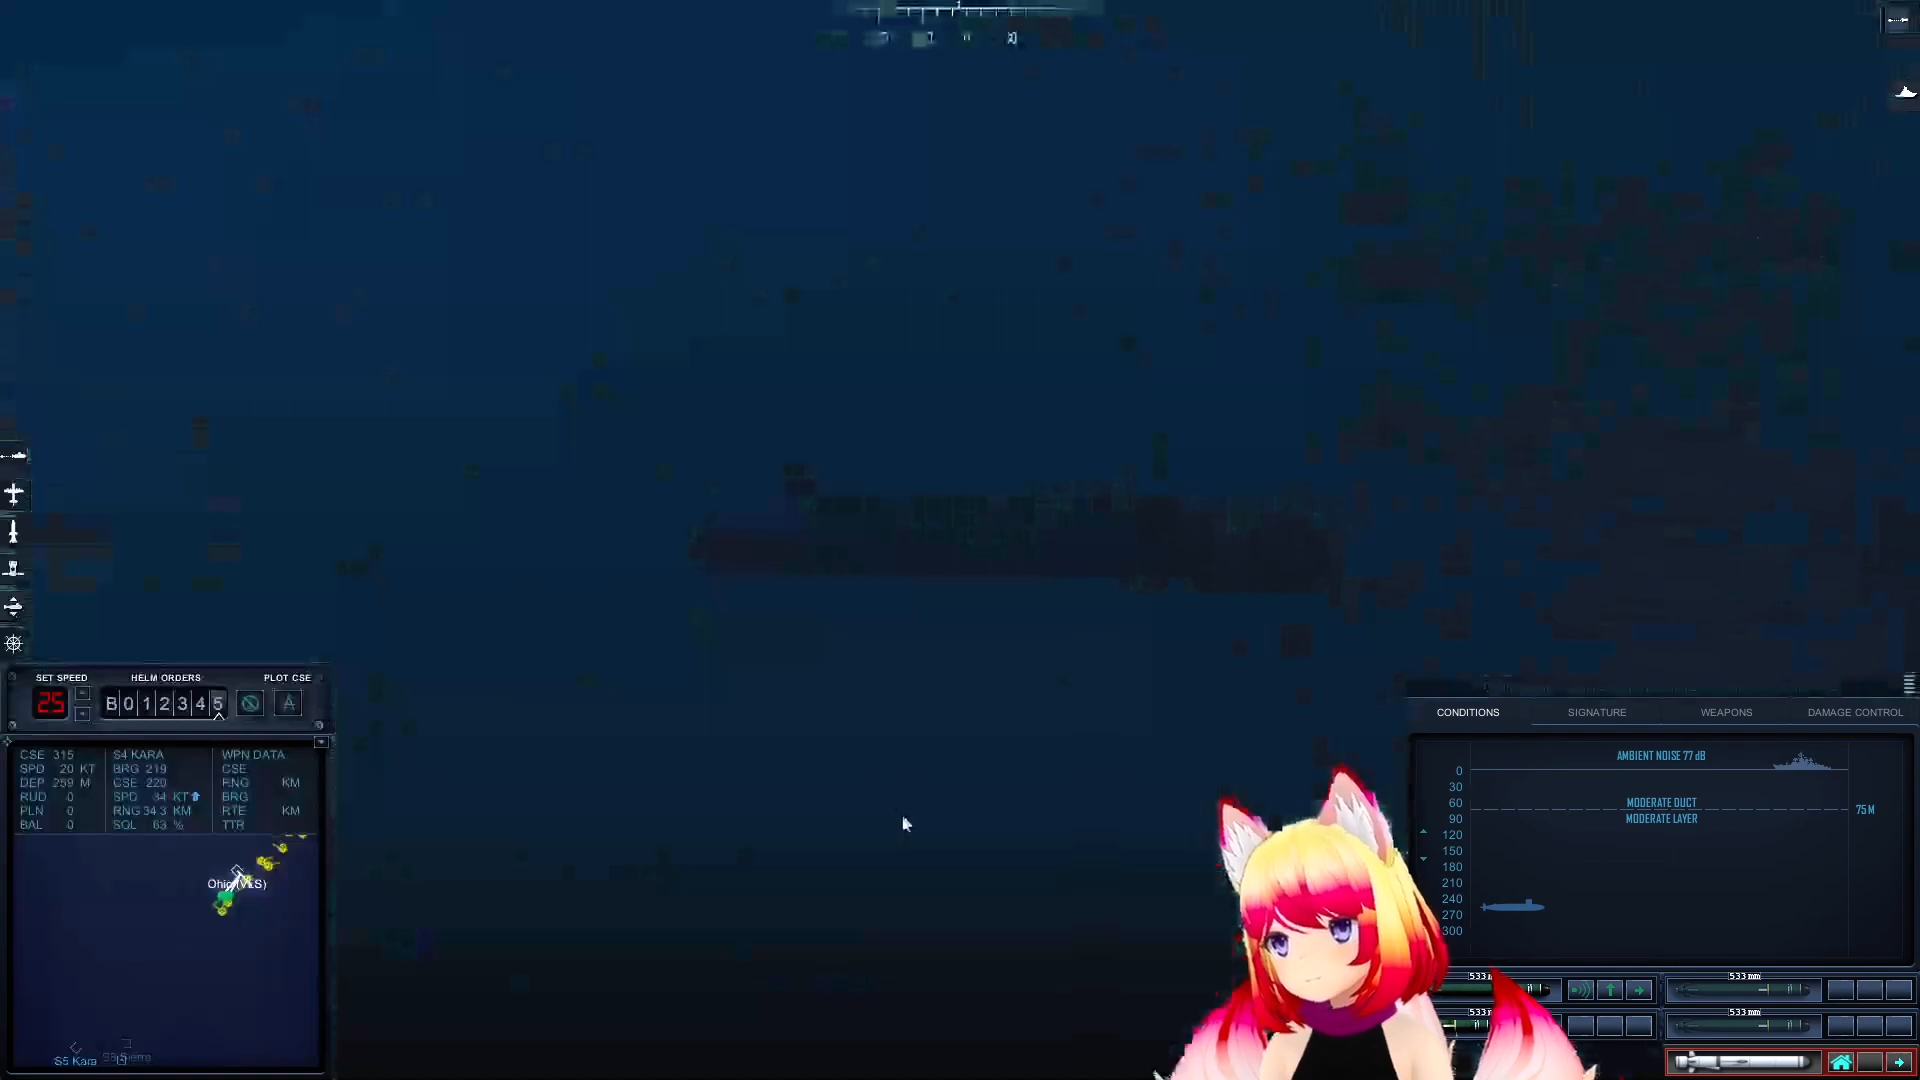 SET SPEED HELM ORDERS PLOT CSE
25 B 0 1 2 3 4 5
CSE 315 S4 KARA WPN DATA
SPD 20 KT BRG 219 CSE
DEP 259 M CSE 220 RNG KM
RUD 0 SPD 34 KT BRG
PLN 0 RNG 34.3 KM RTE KM
BAL 0 SOL 63 % TTR
Ohio (VLS)
S5 Kara
CONDITIONS SIGNATURE WEAPONS DAMAGE CONTROL
AMBIENT NOISE 77 dB
0
30
60 MODERATE DUCT
75 M
90 MODERATE LAYER
120
150
180
210
240
270
300
533 mm
533 mm